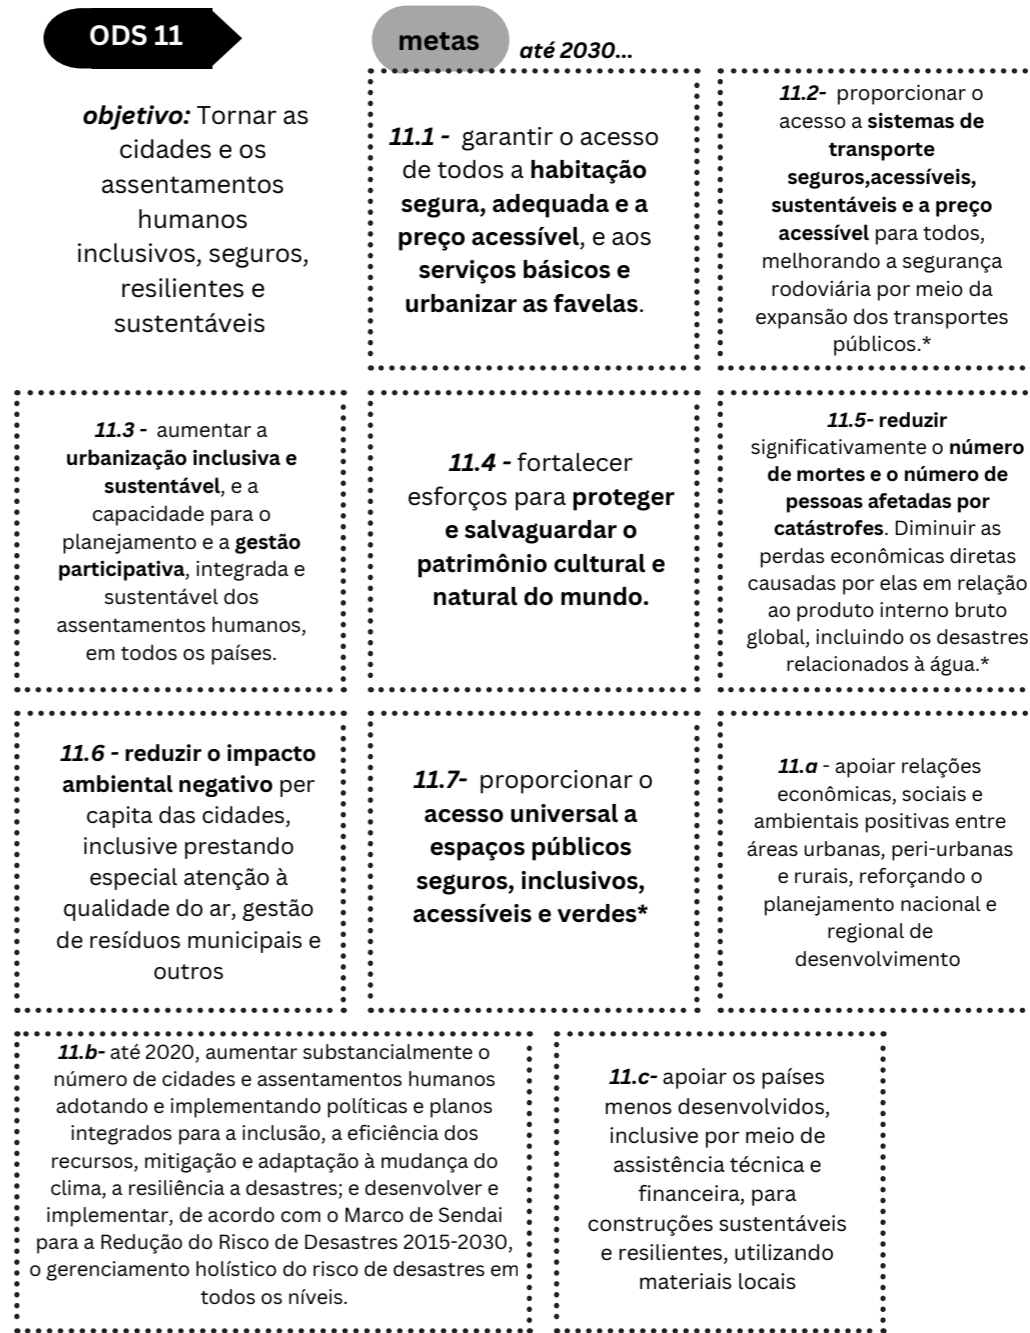 ODS 11
metas
até 2030...
objetivo: Tornar as
cidades e os
assentamentos
humanos
inclusivos, seguros,
resilientes e
sustentáveis
11.1 - garantir o acesso
de todos a habitação
segura, adequada e a
preço acessível, e aos
serviços básicos e
urbanizar as favelas.
11.2- proporcionar o
acesso a sistemas de
transporte
seguros,acessíveis,
sustentáveis e a preço
acessível para todos,
melhorando a segurança
rodoviária por meio da
expansão dos transportes
públicos.*
11.3 - aumentar a
urbanização inclusiva e
sustentável, e a
capacidade para o
planejamento e a gestão
participativa, integrada e
sustentável dos
assentamentos humanos,
em todos os países.
11.4 - fortalecer
esforços para proteger
e salvaguardar o
patrimônio cultural e
natural do mundo.
11.5- reduzir
significativamente o número
de mortes e o número de
pessoas afetadas por
catástrofes. Diminuir as
perdas econômicas diretas
causadas por elas em relação
ao produto interno bruto
global, incluindo os desastres
relacionados à água.*
11.6 - reduzir o impacto
ambiental negativo per
capita das cidades,
inclusive prestando
especial atenção à
qualidade do ar, gestão
de resíduos municipais e
outros
11.7- proporcionar o
acesso universal a
espaços públicos
seguros, inclusivos,
acessíveis e verdes*
11.a - apoiar relações
econômicas, sociais e
ambientais positivas entre
áreas urbanas, peri-urbanas
e rurais, reforçando o
planejamento nacional e
regional de
desenvolvimento
11.b- até 2020, aumentar substancialmente o
número de cidades e assentamentos humanos
adotando e implementando políticas e planos
integrados para a inclusão, a eficiência dos
recursos, mitigação e adaptação à mudança do
clima, a resiliência a desastres; e desenvolver e
implementar, de acordo com o Marco de Sendai
para a Redução do Risco de Desastres 2015-2030,
o gerenciamento holístico do risco de desastres em
todos os níveis.
11.c- apoiar os países
menos desenvolvidos,
inclusive por meio de
assistência técnica e
financeira, para
construções sustentáveis
e resilientes, utilizando
materiais locais